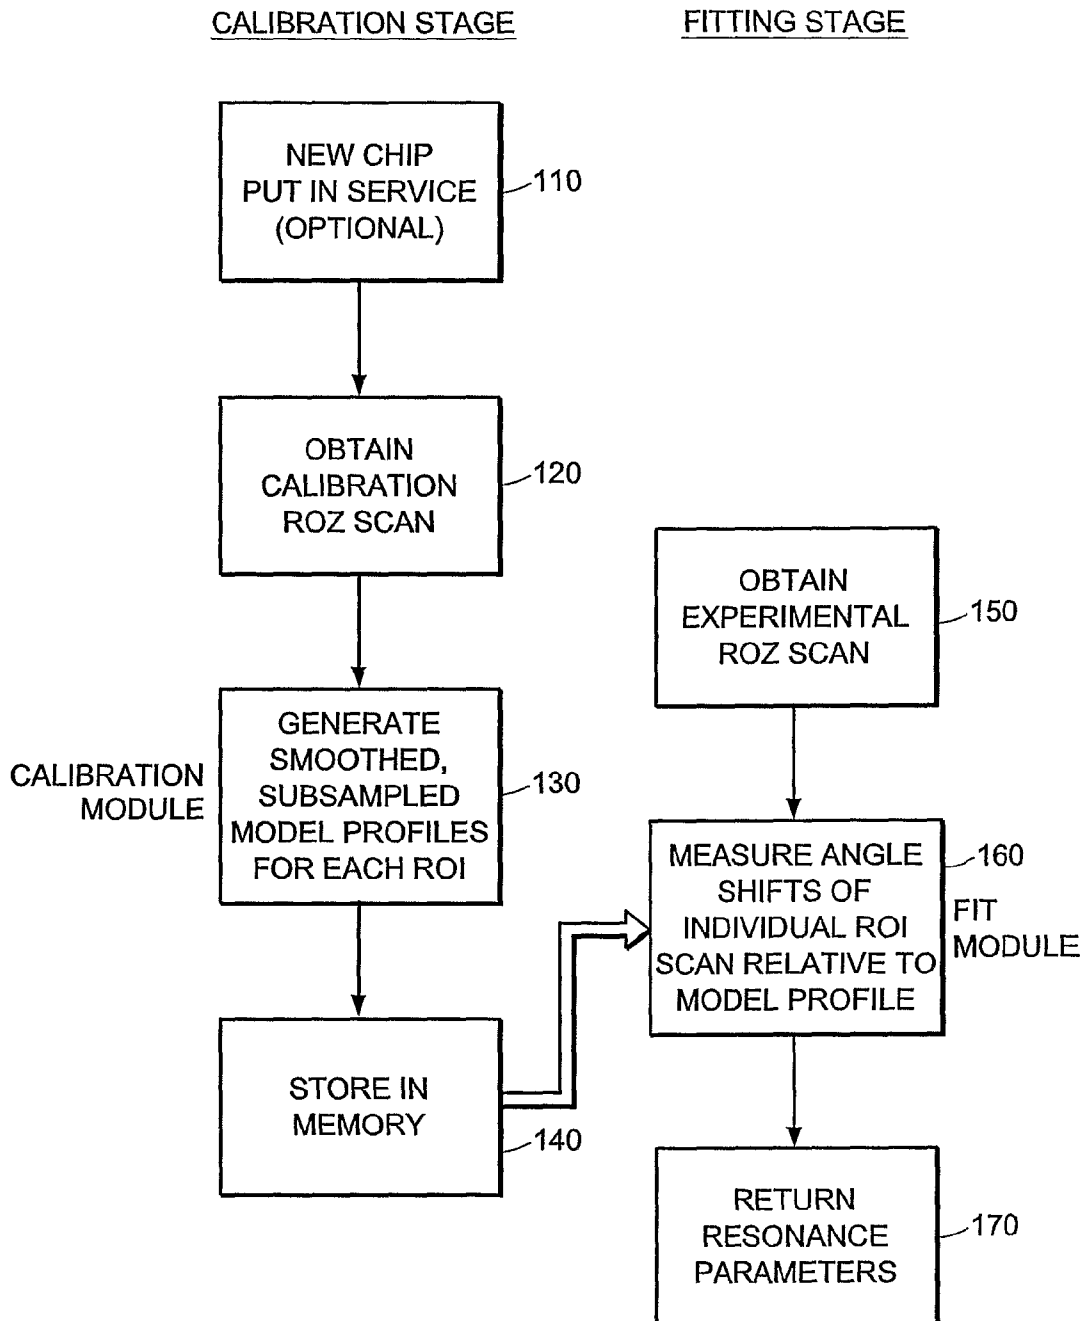 CALIBRATION STAGE
FITTING STAGE
NEW CHIP
PUT IN SERVICE
(OPTIONAL)
110
OBTAIN
CALIBRATION
ROZ SCAN
120
CALIBRATION
MODULE
GENERATE
SMOOTHED,
SUBSAMPLED
MODEL PROFILES
FOR EACH ROI
130
STORE IN
MEMORY
140
OBTAIN
EXPERIMENTAL
ROZ SCAN
150
MEASURE ANGLE
SHIFTS OF
INDIVIDUAL ROI
SCAN RELATIVE TO
MODEL PROFILE
160
FIT
MODULE
RETURN
RESONANCE
PARAMETERS
170